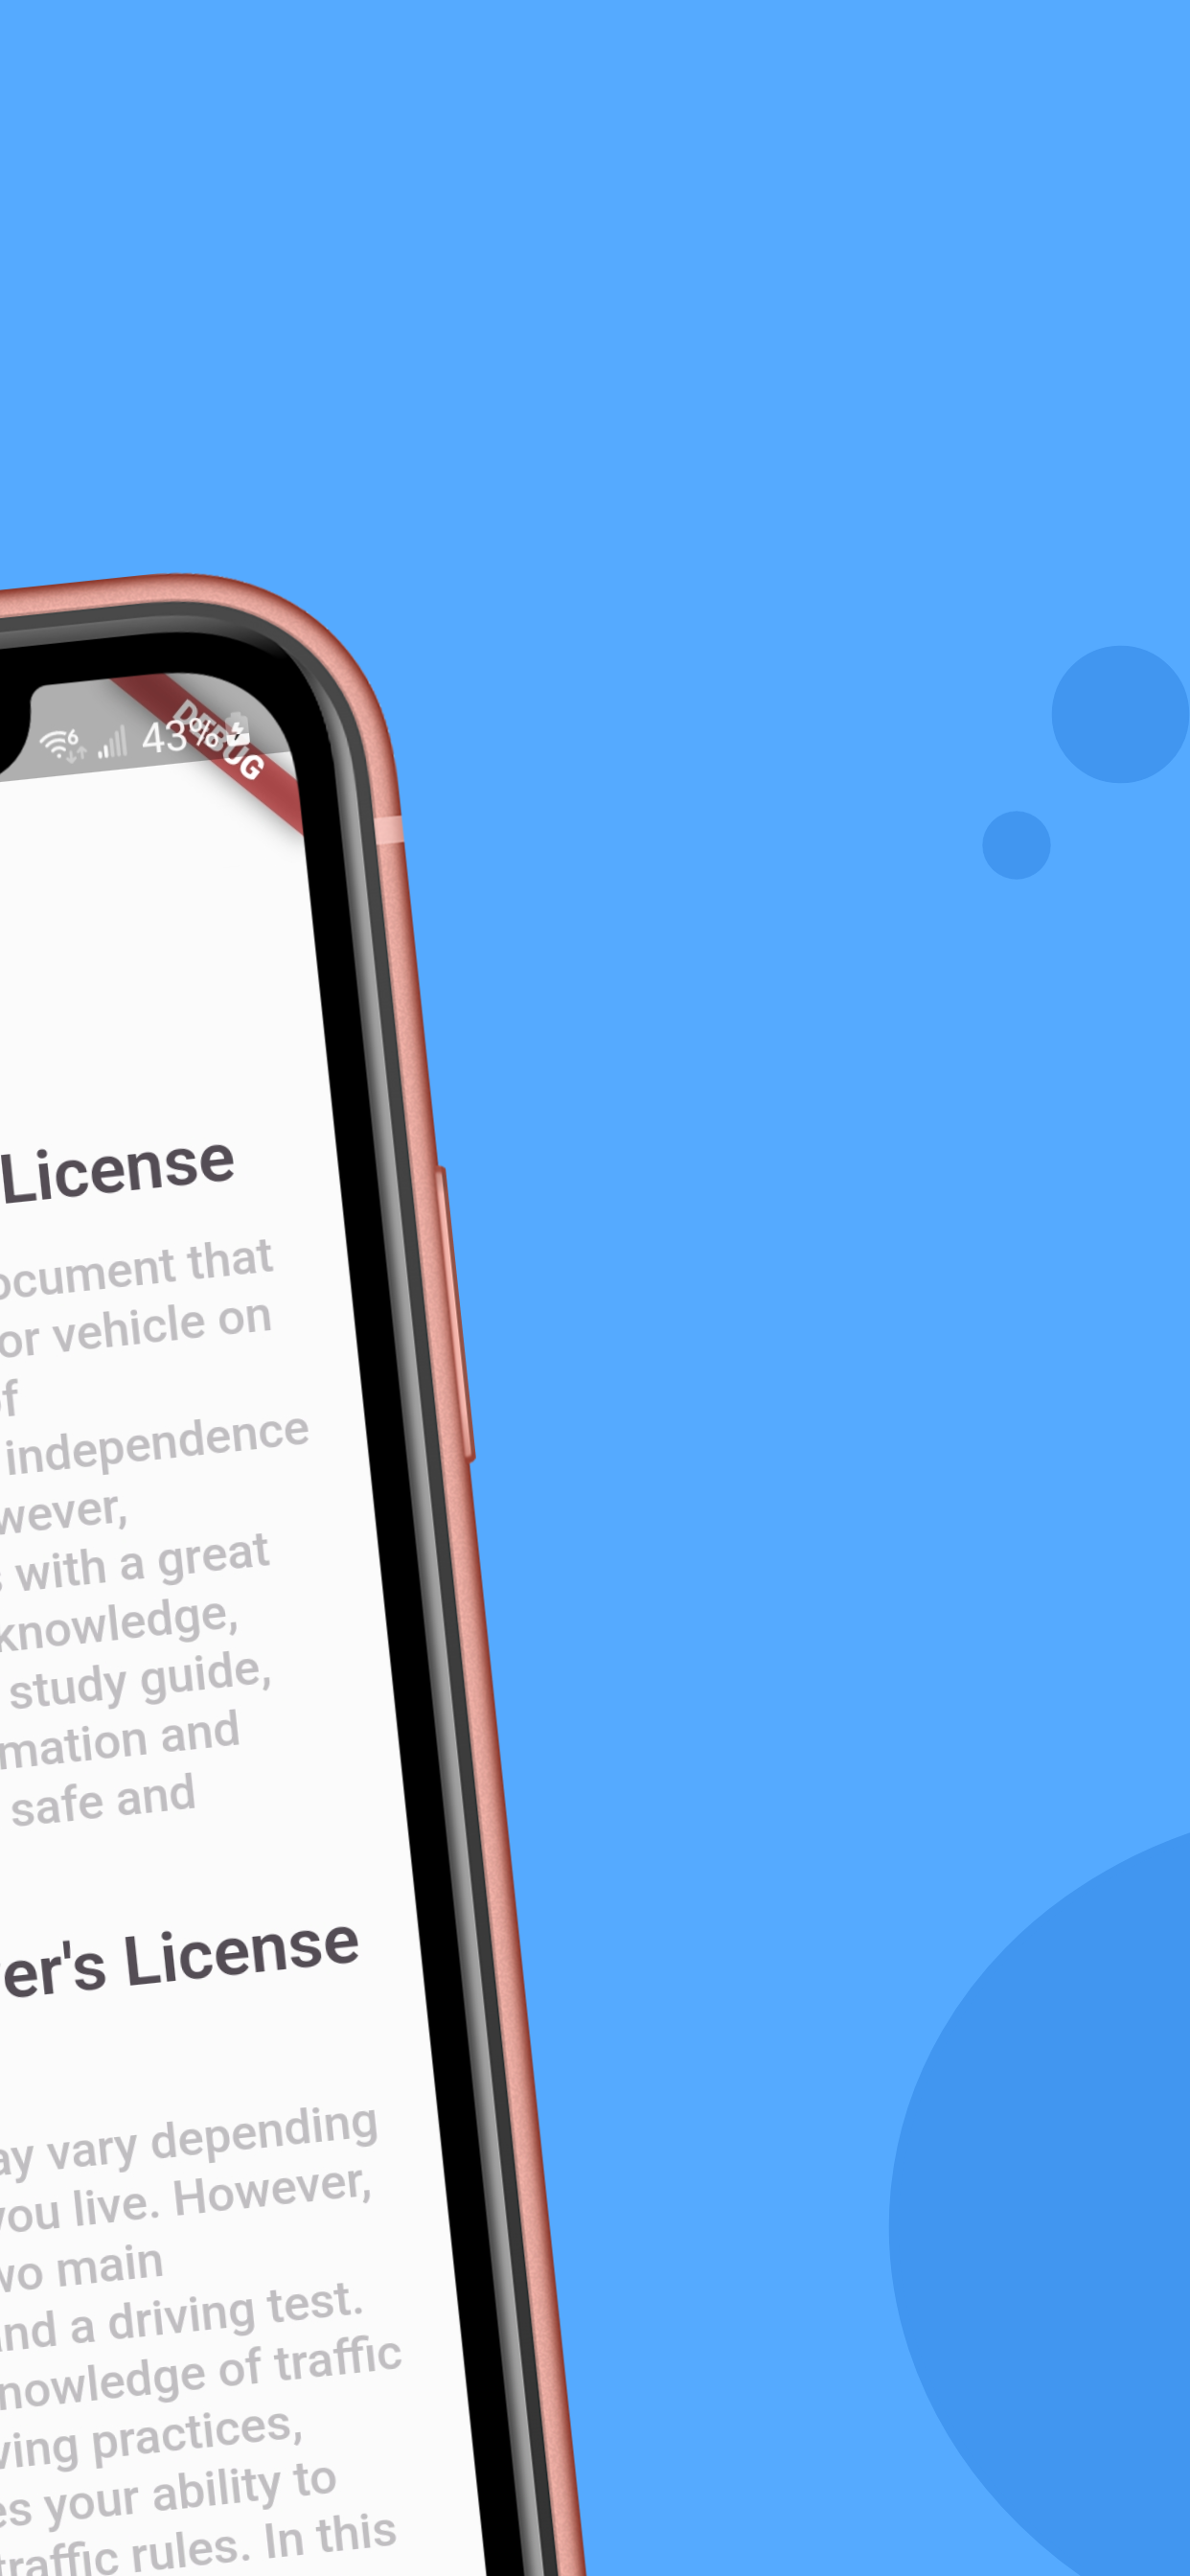 43%
DEBUG
License
ocument that
or vehicle on
of
independence
wever,
s with a great
knowledge,
study guide,
mation and
safe and
er's License
ay vary depending
you live. However,
wo main
and a driving test.
nowledge of traffic
ving practices,
es your ability to
traffic rules. In this